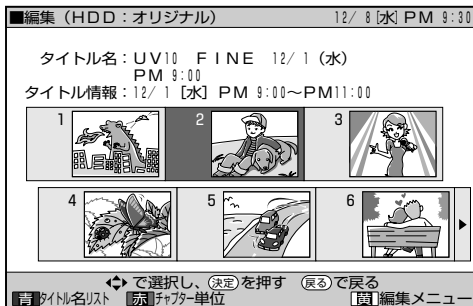 ■編集（HDD：オリジナル） 12/ 8[水]PM 9:30
タイトル名：UV10 FINE 12/ 1（水）
PM 9:00
タイトル情報：12/ 1 [水] PM 9:00～PM11:00
1 2 3
4 5 6
で選択し、決定を押す 戻るで戻る
青 タイトル名リスト 赤 チャプター単位 閲 編集メニュー